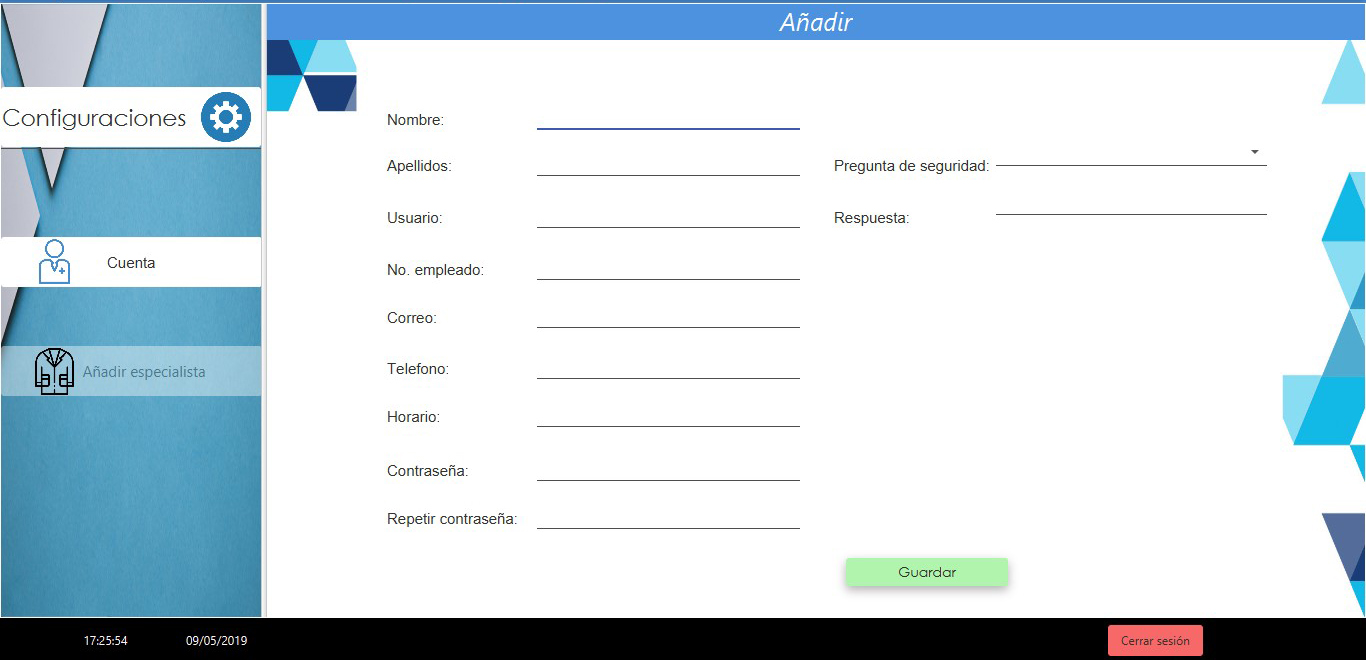 Añadir
Configuraciones
Cuenta
Añadir especialista
Nombre:
Apellidos:
Usuario:
No. empleado:
Correo:
Telefono:
Horario:
Contraseña:
Repetir contraseña:
Pregunta de seguridad:
Respuesta:
Guardar
17:25:54 09/05/2019
Cerrar sesión